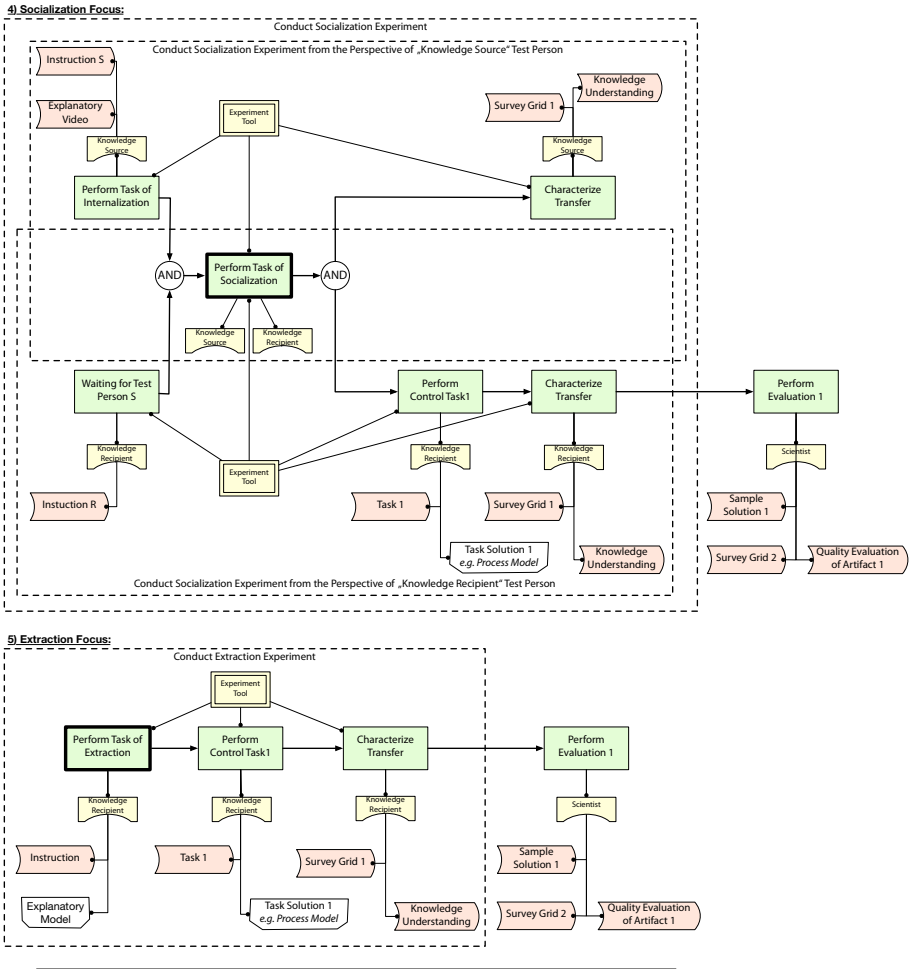 4) Socialization Focus:
Conduct Socialization Experiment
Conduct Socialization Experiment from the Perspective of „Knowledge Source“ Test Person
Instruction S
Explanatory
Video
Knowledge
Source
Perform Task of
Internalization
Experiment
Tool
Knowledge
Understanding
Survey Grid 1
Knowledge
Source
Characterize
Transfer
AND
Perform Task of
Socialization
AND
Knowledge
Source
Knowledge
Recipient
Waiting for Test
Person S
Perform
Control Task1
Characterize
Transfer
Perform
Evaluation 1
Knowledge
Recipient
Experiment
Tool
Knowledge
Recipient
Knowledge
Recipient
Scientist
Instuction R
Task 1
Survey Grid 1
Sample
Solution 1
Task Solution 1
e.g. Process Model
Knowledge
Understanding
Survey Grid 2
Quality Evaluation
of Artifact 1
Conduct Socialization Experiment from the Perspective of „Knowledge Recipient“ Test Person
5) Extraction Focus:
Conduct Extraction Experiment
Experiment
Tool
Perform Task of
Extraction
Perform
Control Task1
Characterize
Transfer
Perform
Evaluation 1
Knowledge
Recipient
Knowledge
Recipient
Knowledge
Recipient
Scientist
Instruction
Task 1
Survey Grid 1
Sample
Solution 1
Explanatory
Model
Task Solution 1
e.g. Process Model
Knowledge
Understanding
Survey Grid 2
Quality Evaluation
of Artifact 1